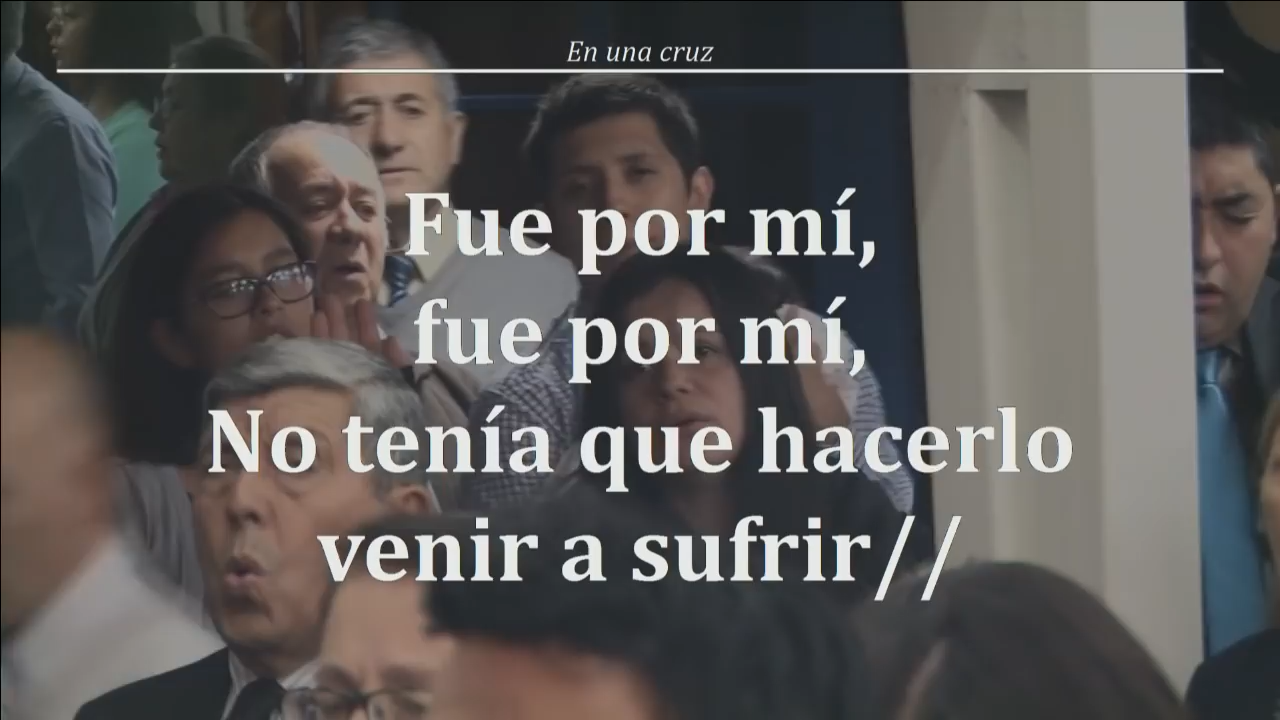 En una cruz
Fue por mí,
fue por mí,
No tenía que hacerlo
venir a sufrir//